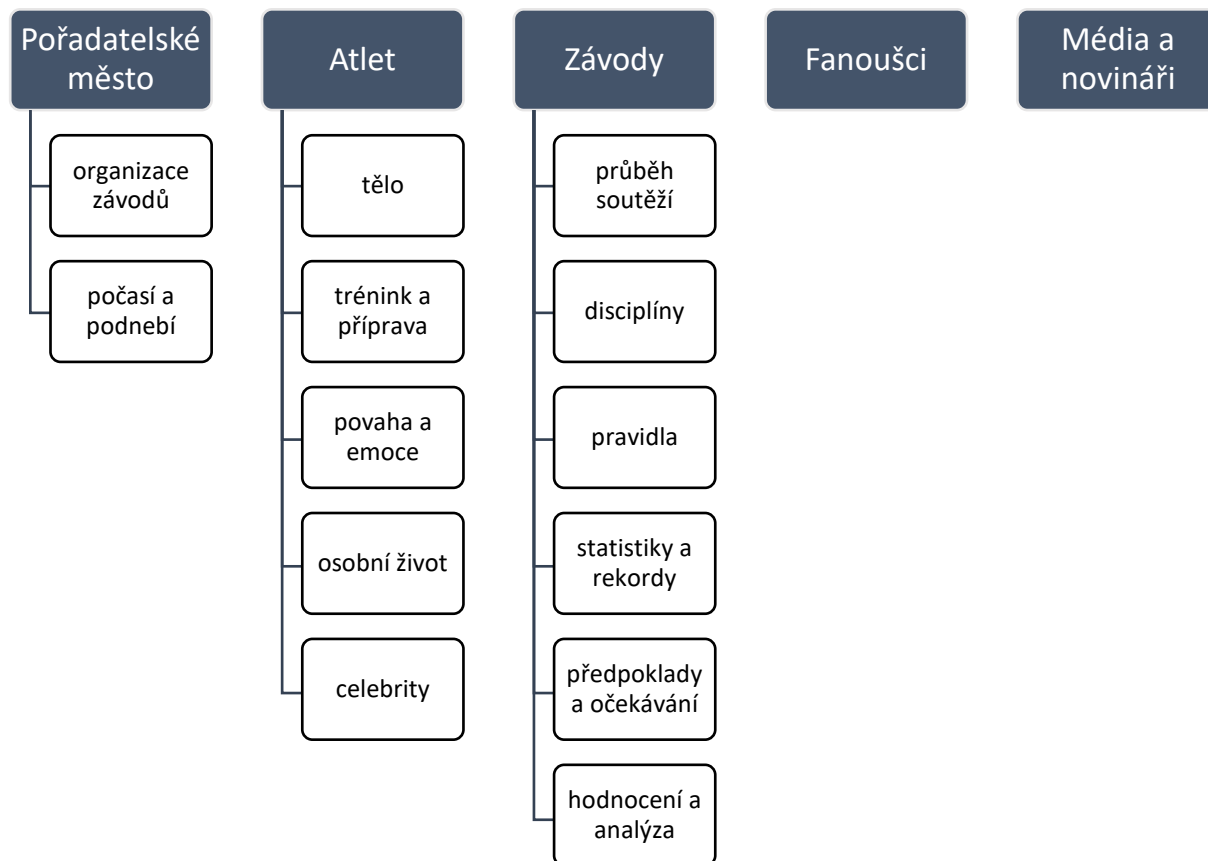 Pořadatelské
město
organizace
závodů
počasí a
podnebí
Atlet
tělo
trénink a
příprava
povaha a
emoce
osobní život
celebrity
Závody
průběh
soutěží
disciplíny
pravidla
statistiky a
rekordy
předpoklady
a očekávání
hodnocení a
analýza
Fanoušci
Média a
novináři